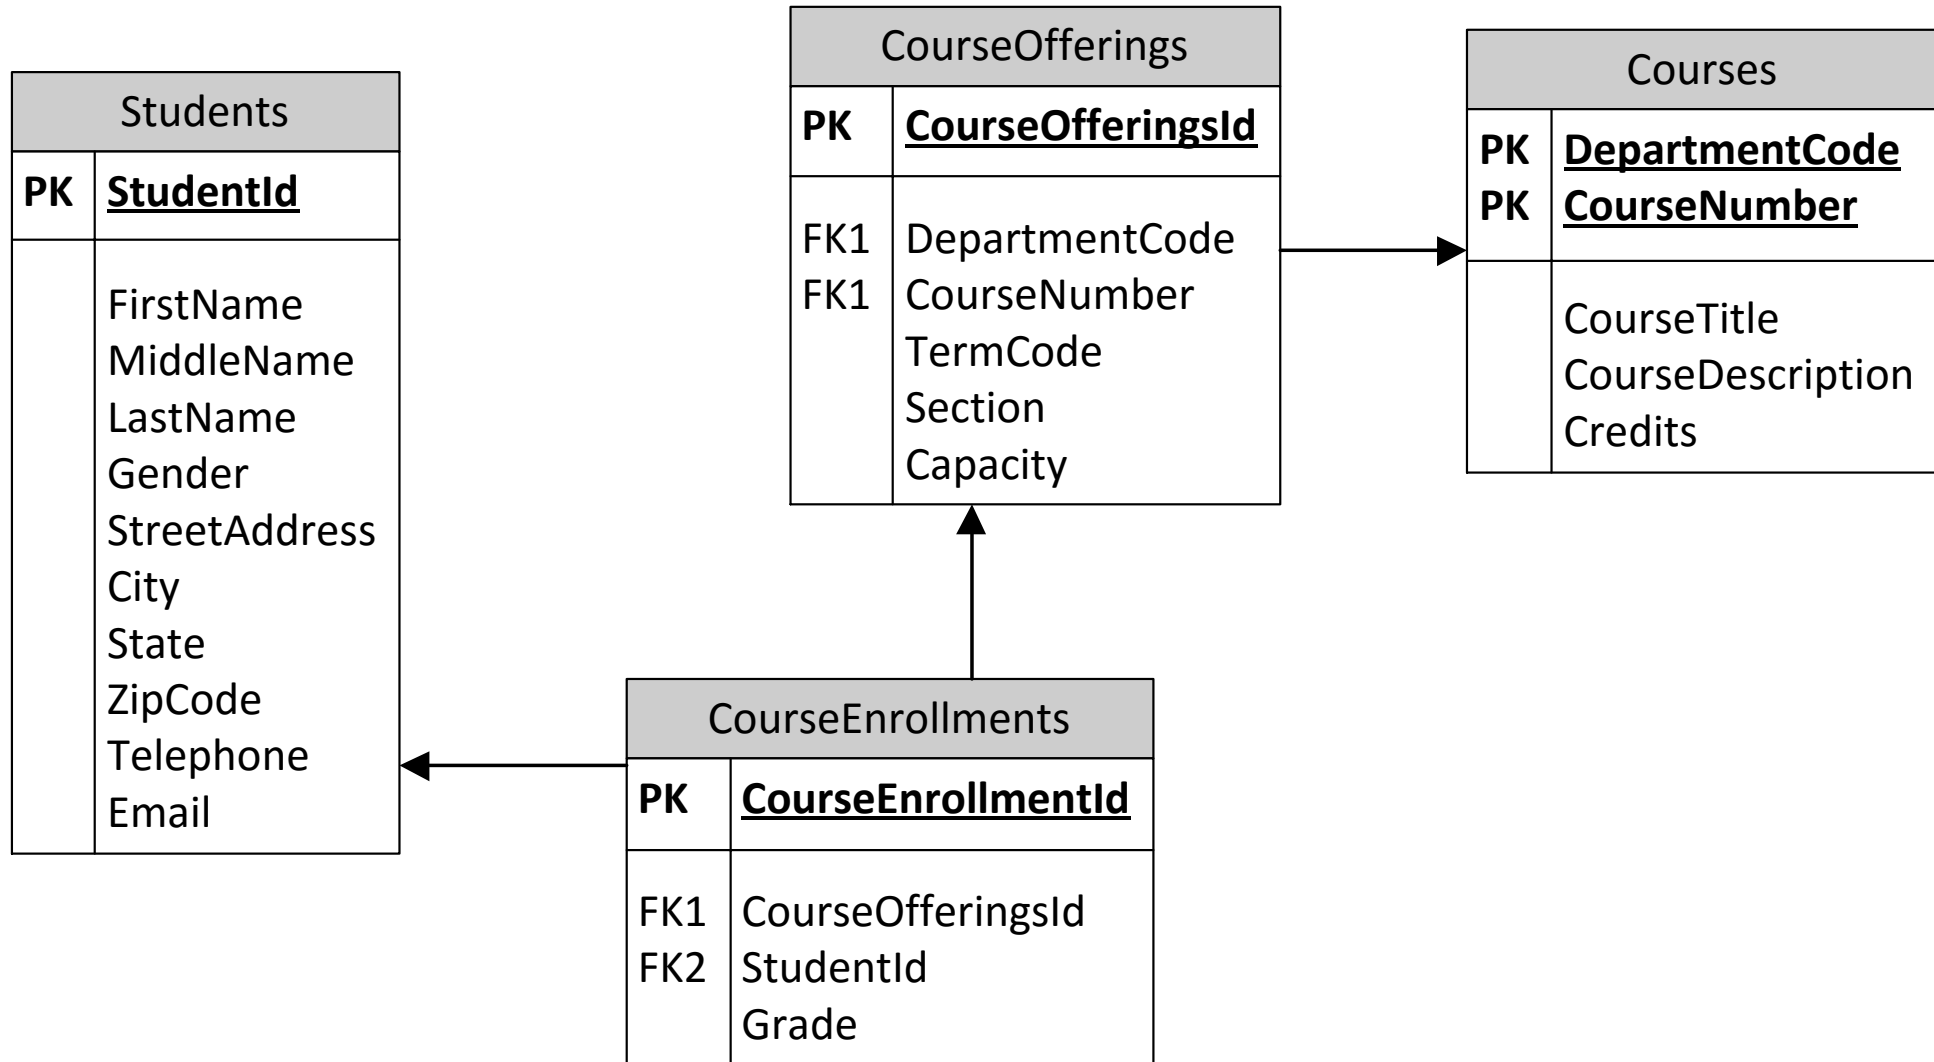 Students
PK StudentId
FirstName
MiddleName
LastName
Gender
StreetAddress
City
State
ZipCode
Telephone
Email
CourseOfferings
PK CourseOfferingsId
FK1 DepartmentCode
FK1 CourseNumber
TermCode
Section
Capacity
Courses
PK DepartmentCode
PK CourseNumber
CourseTitle
CourseDescription
Credits
CourseEnrollments
PK CourseEnrollmentId
FK1 CourseOfferingsId
FK2 StudentId
Grade